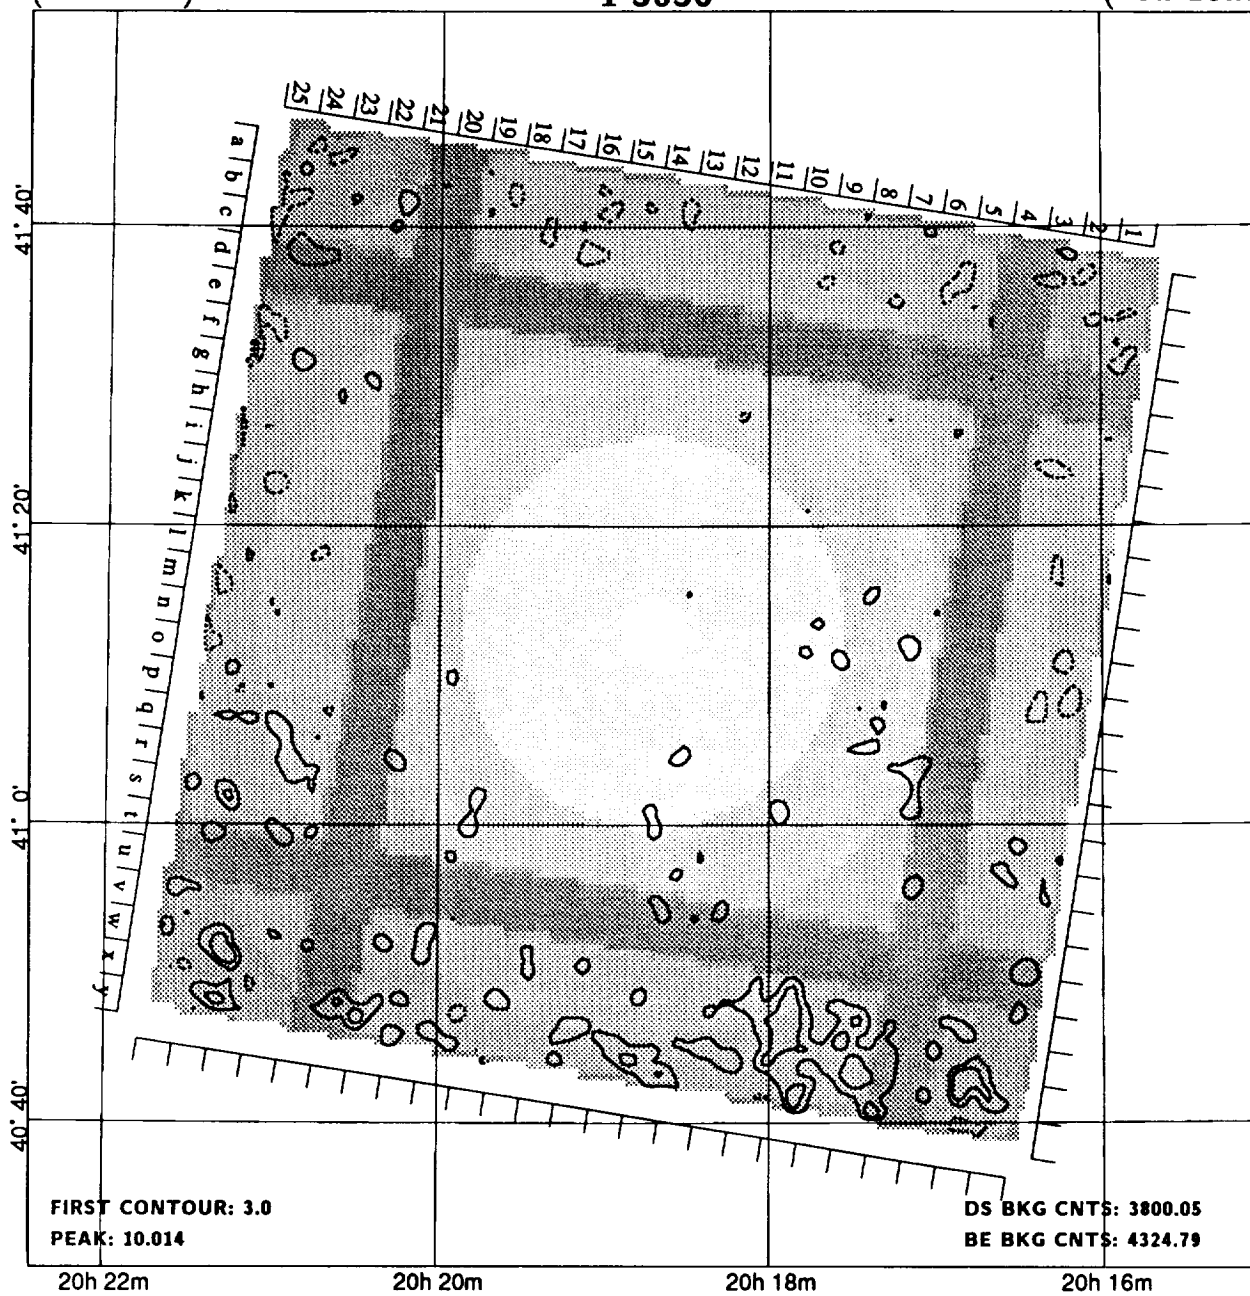 25 24 23 22 21 20 19 18 17 16 15 14 13 12 11 10 9 8 7 6 5 4 3 2 1
a b c d e f g h i j k l m n o p q r s t u v w x y
41° 40'
41° 20'
41° 0'
40° 40'
FIRST CONTOUR: 3.0
PEAK: 10.014
DS BKG CNTS: 3800.05
BE BKG CNTS: 4324.79
20h 22m 20h 20m 20h 18m 20h 16m